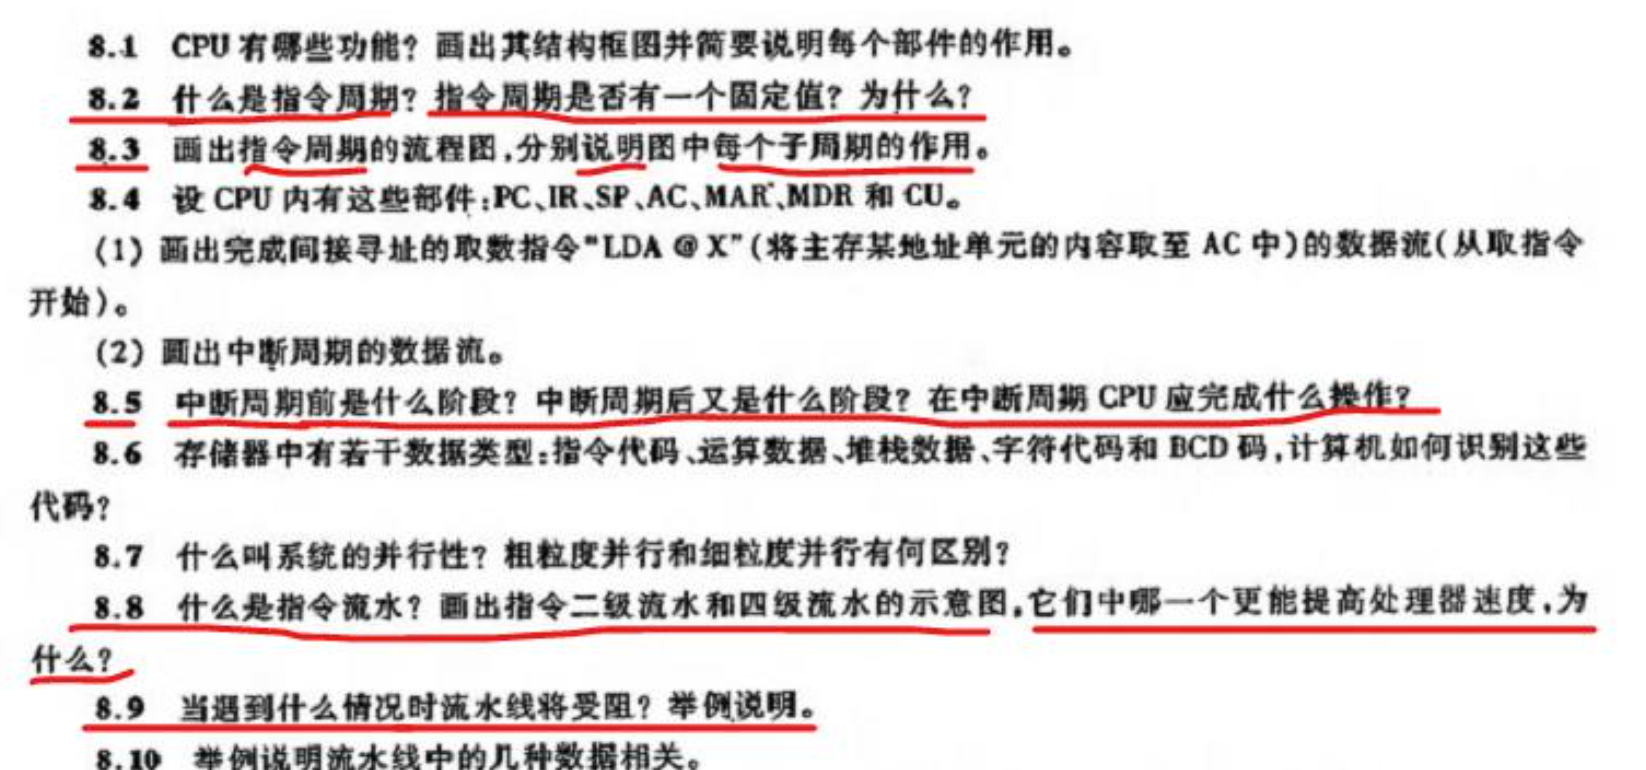 8.1 CPU 有哪些功能？画出其结构框图并简要说明每个部件的作用。
8.2 什么是指令周期？指令周期是否有一个固定值？为什么？
8.3 画出指令周期的流程图,分别说明图中每个子周期的作用。
8.4 设 CPU 内有这些部件:PC、IR、SP、AC、MAR、MDR 和 CU。
(1) 画出完成间接寻址的取数指令“LDA @ X”(将主存某地址单元的内容取至 AC 中)的数据流(从取指令
开始)。
(2) 画出中断周期的数据流。
8.5 中断周期前是什么阶段？中断周期后又是什么阶段？在中断周期 CPU 应完成什么操作？
8.6 存储器中有若干数据类型:指令代码、运算数据、堆栈数据、字符代码和 BCD 码,计算机如何识别这些
代码？
8.7 什么叫系统的并行性？粗粒度并行和细粒度并行有何区别？
8.8 什么是指令流水？画出指令二级流水和四级流水的示意图,它们中哪一个更能提高处理器速度,为
什么？
8.9 当遇到什么情况时流水线将受阻？举例说明。
8.10 举例说明流水线中的几种数据相关。